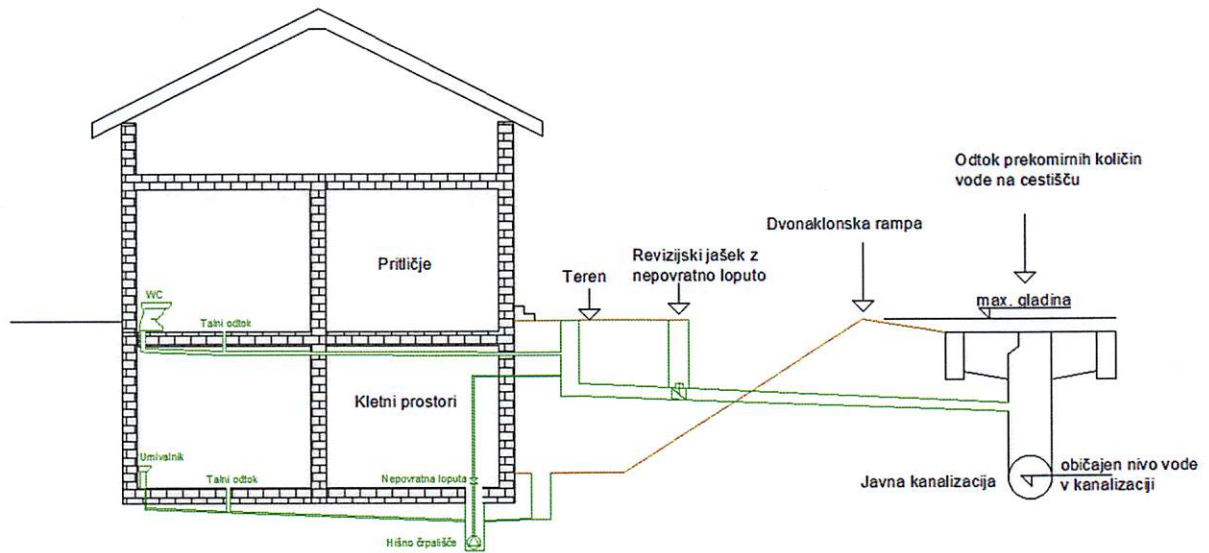 Odtok prekomirnih količin
vode na cestišču
Dvonaklonska rampa
Revizijski jašek z
nepovratno loputo
Teren
max. gladina
Pritličje
WC
Talni odtok
Kletni prostori
Umivalnik
Talni odtok
Nepovratna loputa
Javna kanalizacija
običajen nivo vode
v kanalizaciji
Hišno črpališče